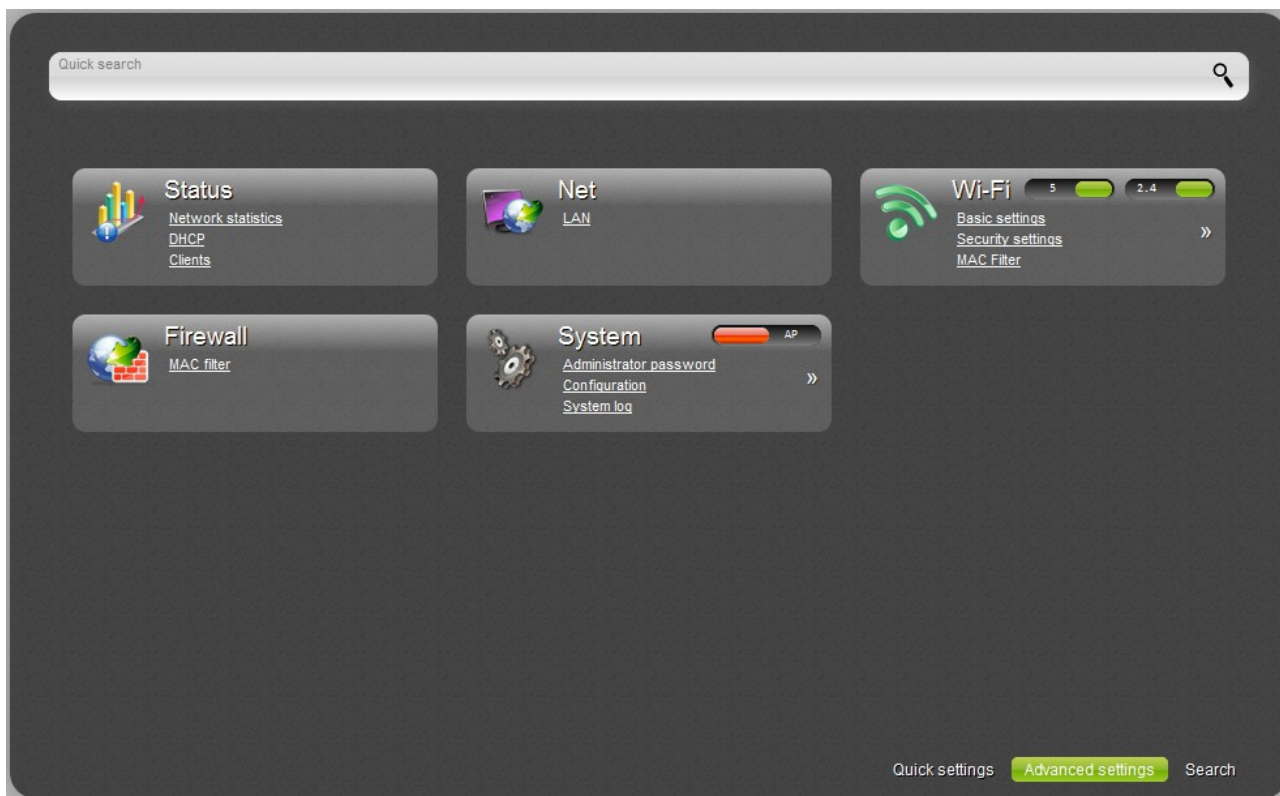 Quick search
Status
Network statistics
DHCP
Clients
Net
LAN
Wi-Fi 5 2.4
Basic settings
Security settings
MAC Filter
»
Firewall
MAC filter
System AP
Administrator password
Configuration
System log
»
Quick settings Advanced settings Search